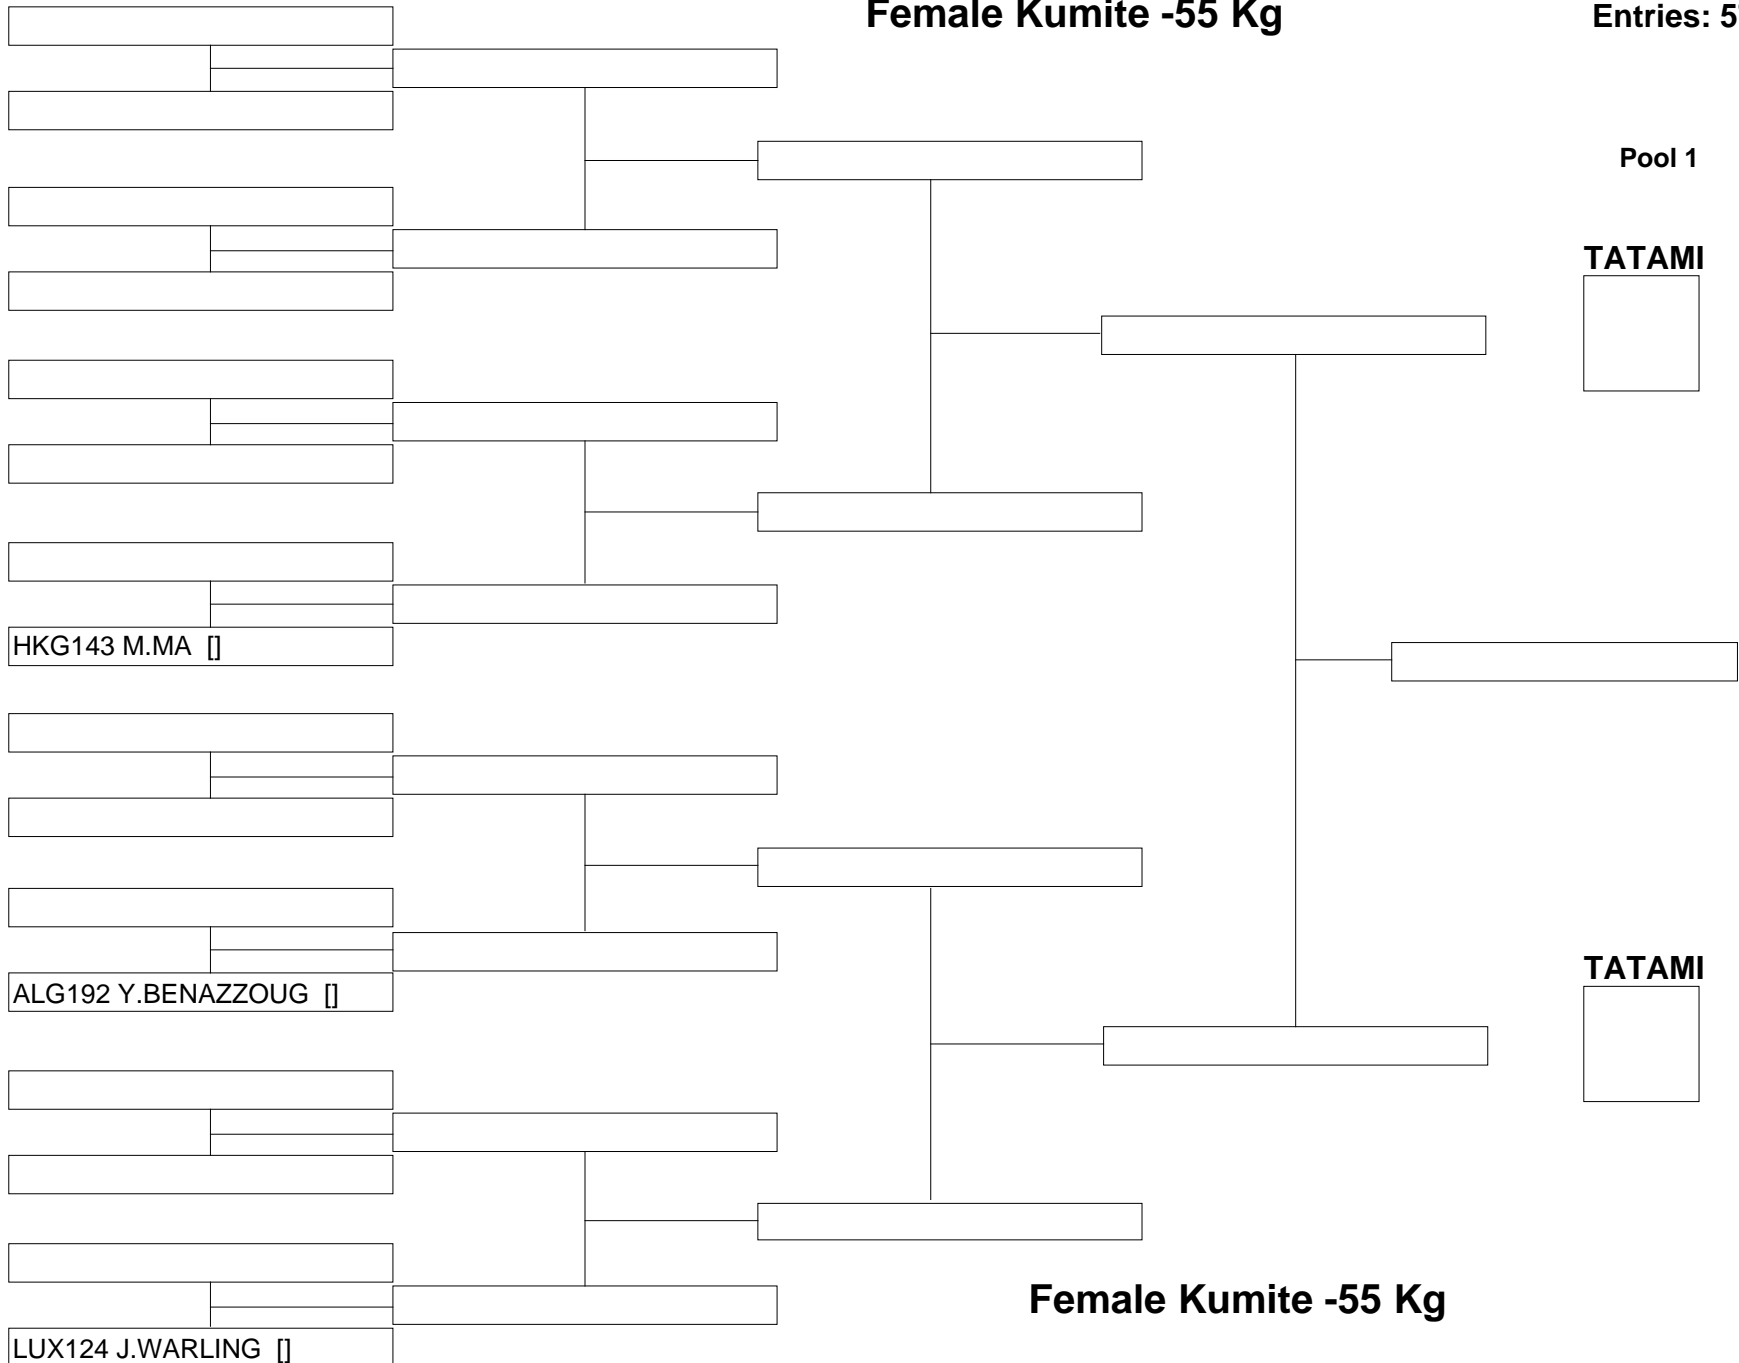 Female Kumite -55 Kg
Entries:
Pool 1
TATAMI
HKG143 M.MA []
ALG192 Y.BENAZZOUG []
TATAMI
Female Kumite -55 Kg
LUX124 J.WARLING []